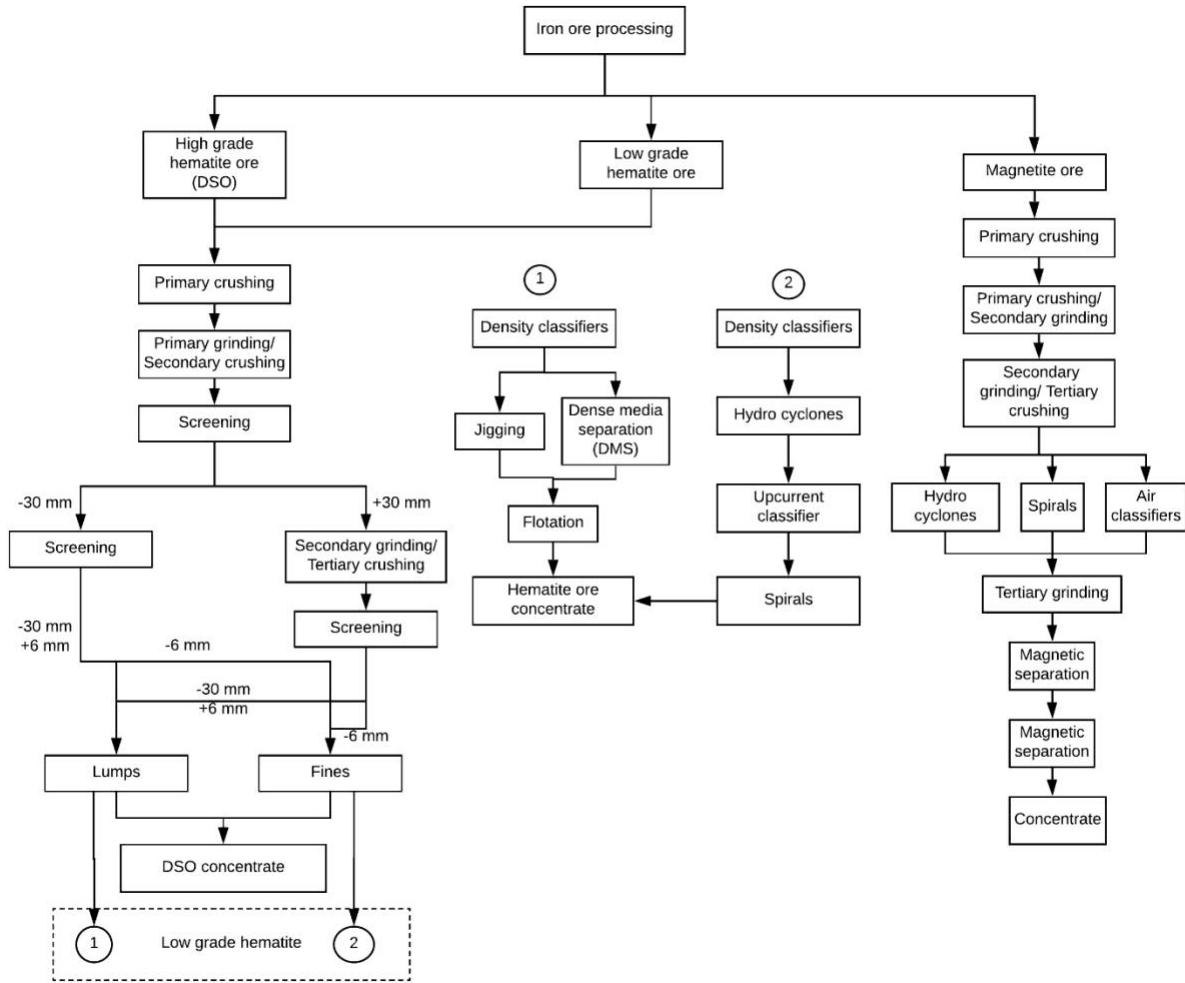 Iron ore processing
High grade
hematite ore
(DSO)
Low grade
hematite ore
Magnetite ore
Primary crushing
Primary grinding/
Secondary crushing
Screening
-30 mm
+30 mm
Screening
Secondary grinding/
Tertiary crushing
Screening
-30 mm
+6 mm
-6 mm
-30 mm
+6 mm
-6 mm
Lumps
Fines
DSO concentrate
1
Low grade hematite
2
1
Density classifiers
Jigging
Dense media
separation
(DMS)
Flotation
Hematite ore
concentrate
2
Density classifiers
Hydro cyclones
Upcurrent
classifier
Spirals
Primary crushing
Primary crushing/
Secondary grinding
Secondary
grinding/ Tertiary
crushing
Hydro
cyclones
Spirals
Air
classifiers
Tertiary grinding
Magnetic
separation
Magnetic
separation
Concentrate